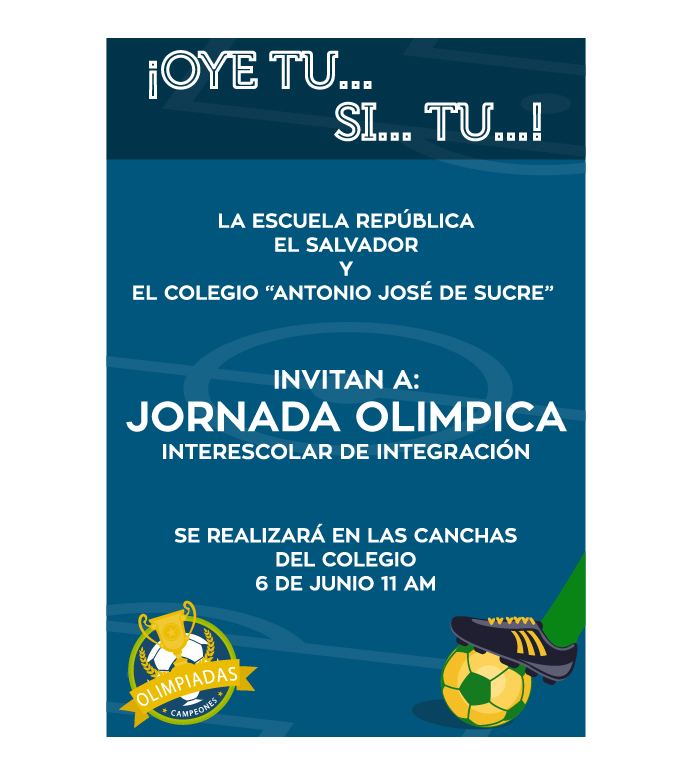 ¡OYE TU...
SI... TU...!
LA ESCUELA REPÚBLICA
EL SALVADOR
Y
EL COLEGIO “ANTONIO JOSÉ DE SUCRE”
INVITAN A:
JORNADA OLIMPICA
INTERESCOLAR DE INTEGRACIÓN
SE REALIZARÁ EN LAS CANCHAS
DEL COLEGIO
6 DE JUNIO 11 AM
OLIMPIADAS
CAMPEONES